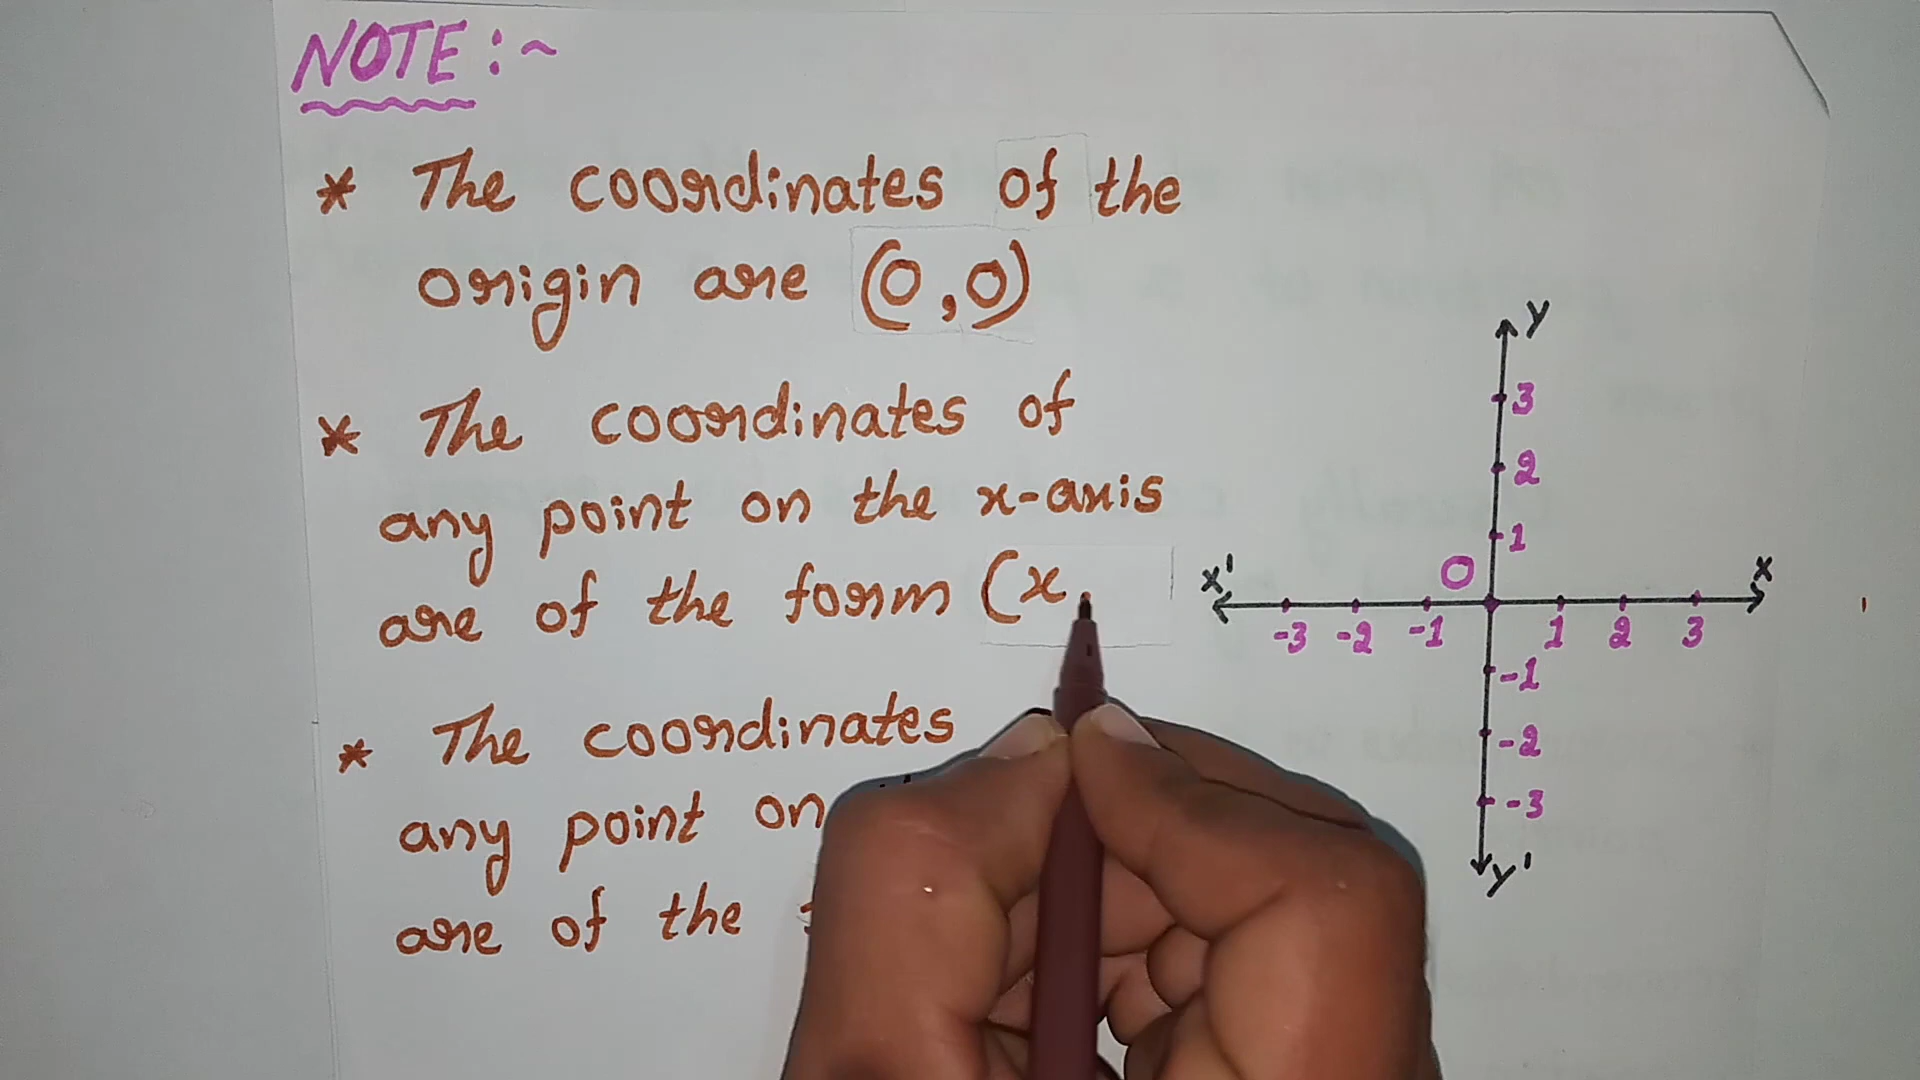 NOTE :~
* The coordinates of the
origin are (0,0)
* The coordinates of
any point on the x-axis
are of the form (x,
* The coordinates
any point on
are of the
Y
3
2
1
O
X' X
-3 -2 -1 1 2 3
-1
-2
-3
Y'